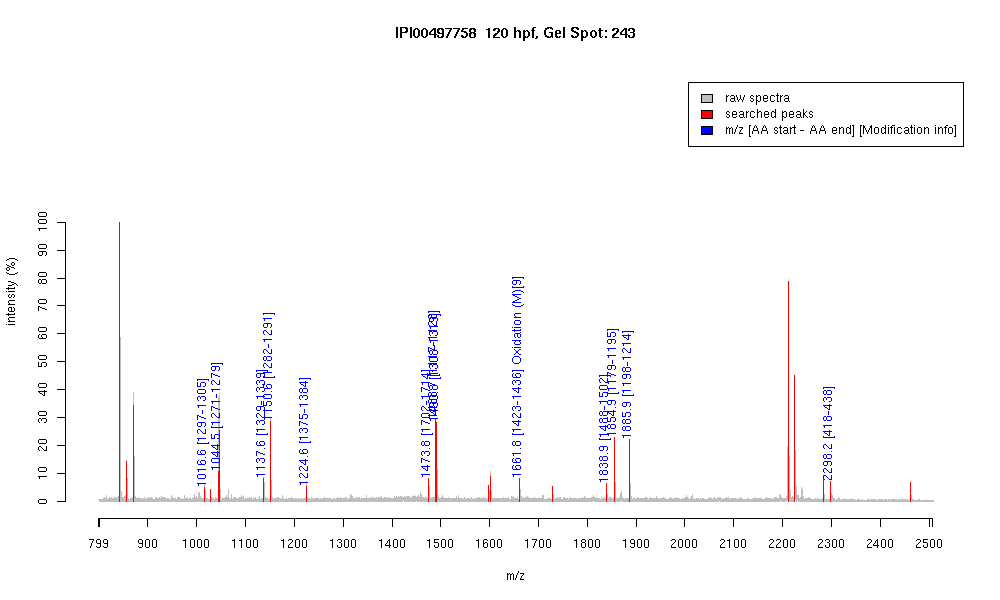 IPI00497758 120 hpf, Gel Spot: 243
raw spectra
searched peaks
m/z [AA start - AA end] [Modification info]
intensity (%)
100
90
80
70
60
50
40
30
20
10
0
1016.6 [1297-1305]
1044.5 [1271-1279]
1137.6 [1329-1339]
1150.6 [1282-1291]
1224.6 [1375-1384]
1473.8 [1702-1714]
1661.8 [1423-1436] Oxidation (M)[9]
1838.9 [1488-1502]
1854.9 [1179-1195]
1885.9 [1198-1214]
2298.2 [418-438]
799 900 1000 1100 1200 1300 1400 1500 1600 1700 1800 1900 2000 2100 2200 2300 2400 2500
m/z